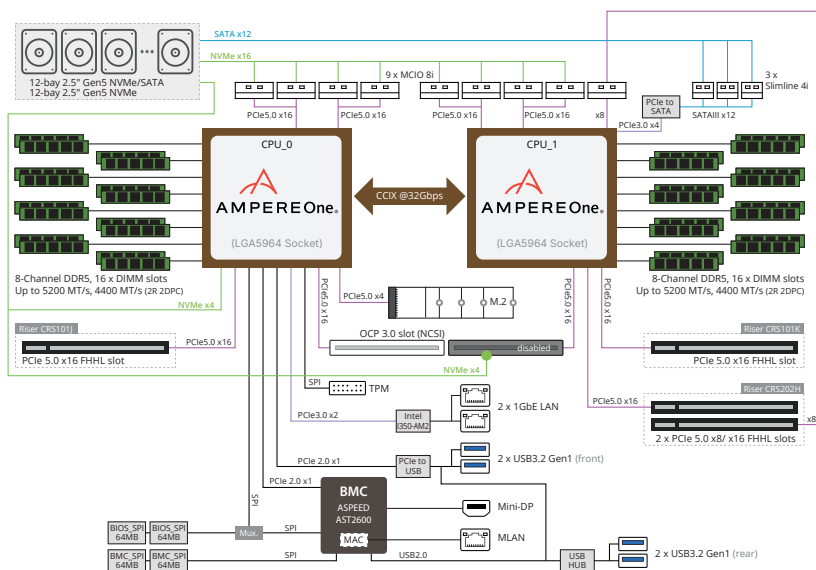 SATA x12
NVMe x16
12-bay 2.5" Gen5 NVMe/SATA
12-bay 2.5" Gen5 NVMe
9 x MCIO 8i
3 x
Slimline 4i
PCIe5.0 x16
PCIe5.0 x16
PCIe5.0 x16
PCIe5.0 x16
x8
PCIe to
SATA
PCIe3.0 x4
SATAIII x12
CPU_0
AMPEREOne®
(LGA5964 Socket)
CCIX @32Gbps
CPU_1
AMPEREOne®
(LGA5964 Socket)
8-Channel DDR5, 16 x DIMM slots
Up to 5200 MT/s, 4400 MT/s (2R 2DPC)
8-Channel DDR5, 16 x DIMM slots
Up to 5200 MT/s, 4400 MT/s (2R 2DPC)
NVMe x4
PCIe5.0 x16
PCIe5.0 x4
M.2
PCIe5.0 x16
PCIe5.0 x16
Riser CRS101J
PCIe 5.0 x16 FHHL slot
PCIe5.0 x16
OCP 3.0 slot (NCSI)
disabled
NVMe x4
Riser CRS101K
PCIe 5.0 x16 FHHL slot
SPI
TPM
Riser CRS202H
PCIe5.0 x16
x8
2 x PCIe 5.0 x8/ x16 FHHL slots
PCIe3.0 x2
Intel
I350-AM2
2 x 1GbE LAN
PCIe 2.0 x1
PCIe to
USB
2 x USB3.2 Gen1 (front)
PCIe 2.0 x1
SPI
BMC
ASPEED
AST2600
MAC
Mini-DP
MLAN
BIOS_SPI
64MB
BIOS_SPI
64MB
Mux.
SPI
BMC_SPI
64MB
BMC_SPI
64MB
SPI
USB2.0
USB
HUB
2 x USB3.2 Gen1 (rear)